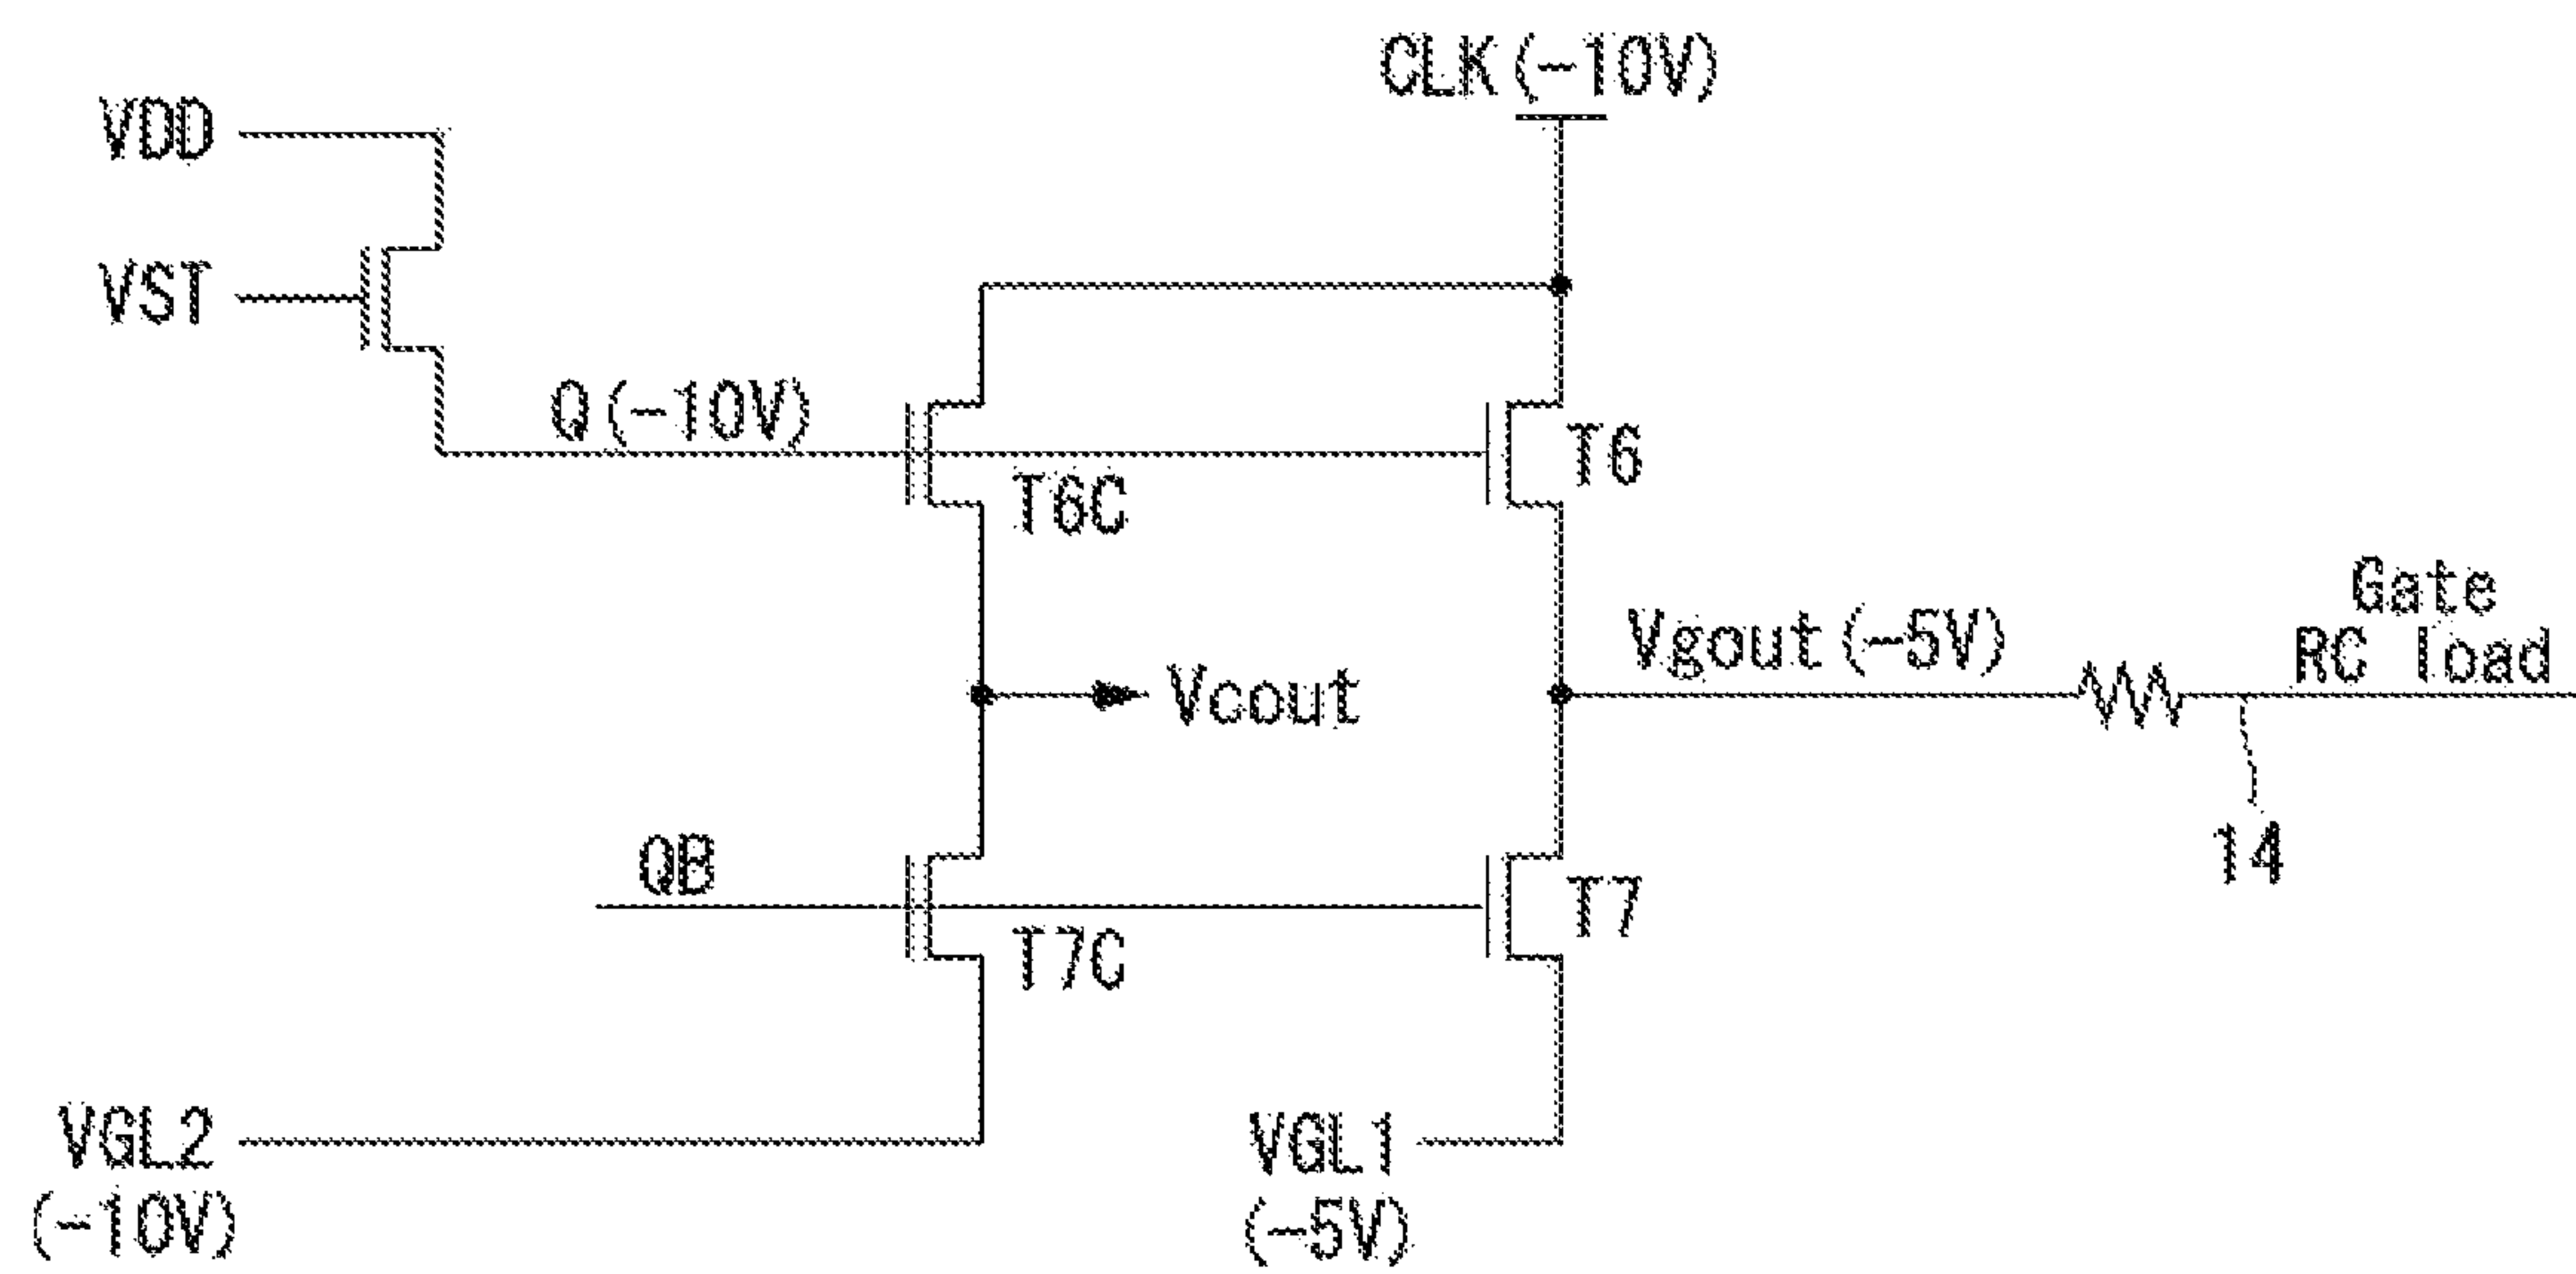 CLK(-10V)
VDD
VST
Q(-10V)
T6C
T6
Vgout(-5V)
Gate
RC load
Vcout
14
QB
T7C
T7
VGL2
(-10V)
VGL1
(-5V)